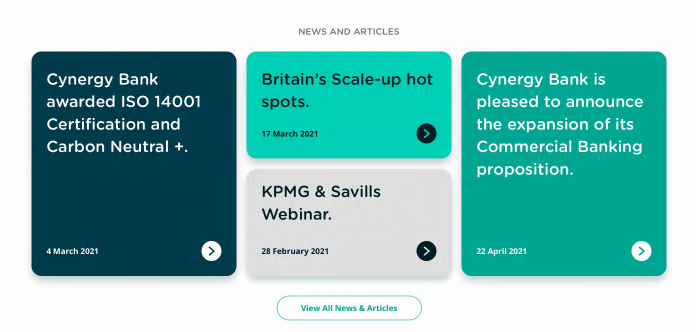 NEWS AND ARTICLES
Cynergy Bank
awarded ISO 14001
Certification and
Carbon Neutral +.
4 March 2021
Britain's Scale-up hot
spots.
17 March 2021
KPMG & Savills
Webinar.
28 February 2021
Cynergy Bank is
pleased to announce
the expansion of its
Commercial Banking
proposition.
22 April 2021
View All News & Articles